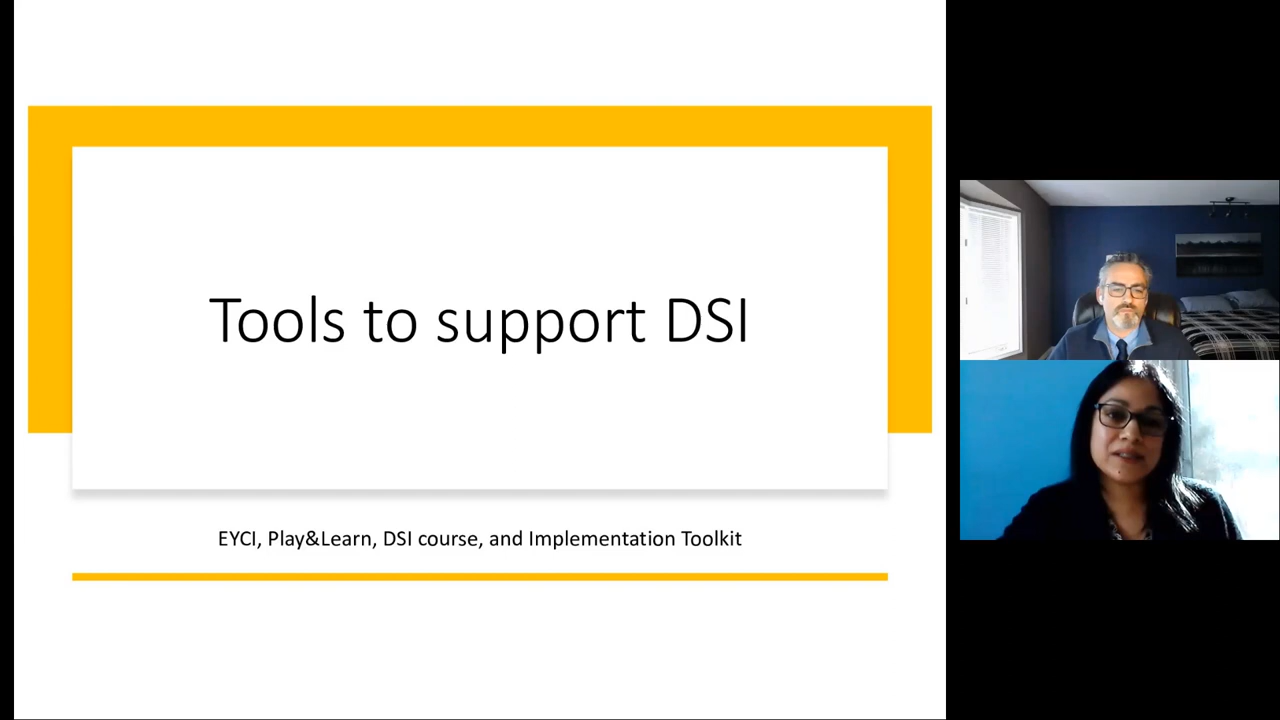 Tools to support DSI
EYCI, Play&Learn, DSI course, and Implementation Toolkit